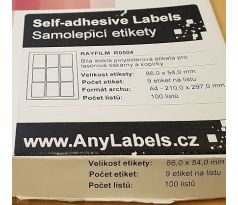 Self-adhesive Labels
Samolepicí etikety
RAYFILM R0504
Bílá lesklá polyesterová etiketa pro
laserové tiskárny a kopírky
Velikost etikety: 86,0 x 54,0 mm
Počet etiket: 9 etiket na listu
Formát archu: A4 - 210,0 x 297,0 mm
Počet listů: 100 listů
www.AnyLabels.cz
Velikost etikety: 86,0 x 54,0 mm
Počet etiket: 9 etiket na listu
Počet listů: 100 listů